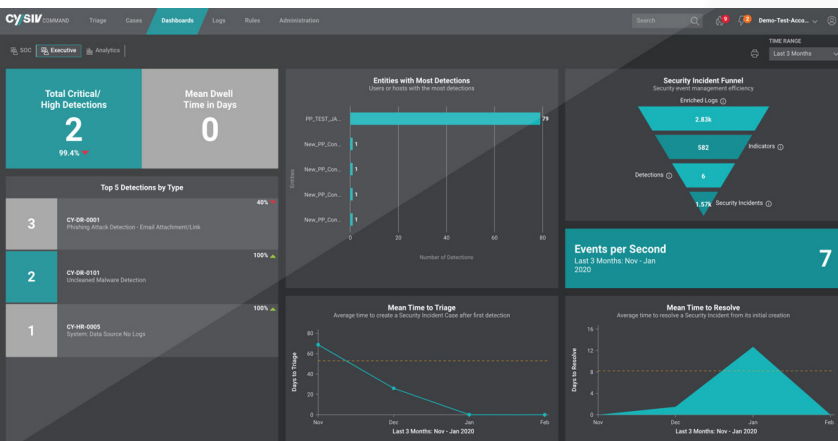 CYSIV COMMAND Triage Cases Dashboards Logs Rules Administration Search 9 2 Demo-Test-Acco...
SOC Executive Analytics
TIME RANGE
Last 3 Months
Total Critical/
High Detections
2
99.4%
Mean Dwell
Time in Days
0
Top 5 Detections by Type
40%
3
CY-DR-0001
Phishing Attack Detection - Email Attachment/Link
100%
2
CY-DR-0101
Uncleaned Malware Detection
100%
1
CY-HR-0005
System: Data Source No Logs
Entities with Most Detections
Users or hosts with the most detections
Entities
PP_TEST_JA... 79
New_PP_Con... 1
New_PP_Con... 1
New_PP_Con... 1
New_PP_Con... 1
0 20 40 60 80
Number of Detections
Security Incident Funnel
Security event management efficiency
Enriched Logs
2.83k
582 Indicators
Detections 6
1.57k Security Incidents
Events per Second
Last 3 Months: Nov - Jan
2020
7
Mean Time to Triage
Average time to create a Security Incident Case after first detection
Days to Triage
80
60
40
20
0
Nov Dec Jan Feb
Last 3 Months: Nov - Jan 2020
Mean Time to Resolve
Average time to resolve a Security Incident from its initial creation
Days to Resolve
16
12
8
4
0
Nov Dec Jan Feb
Last 3 Months: Nov - Jan 2020